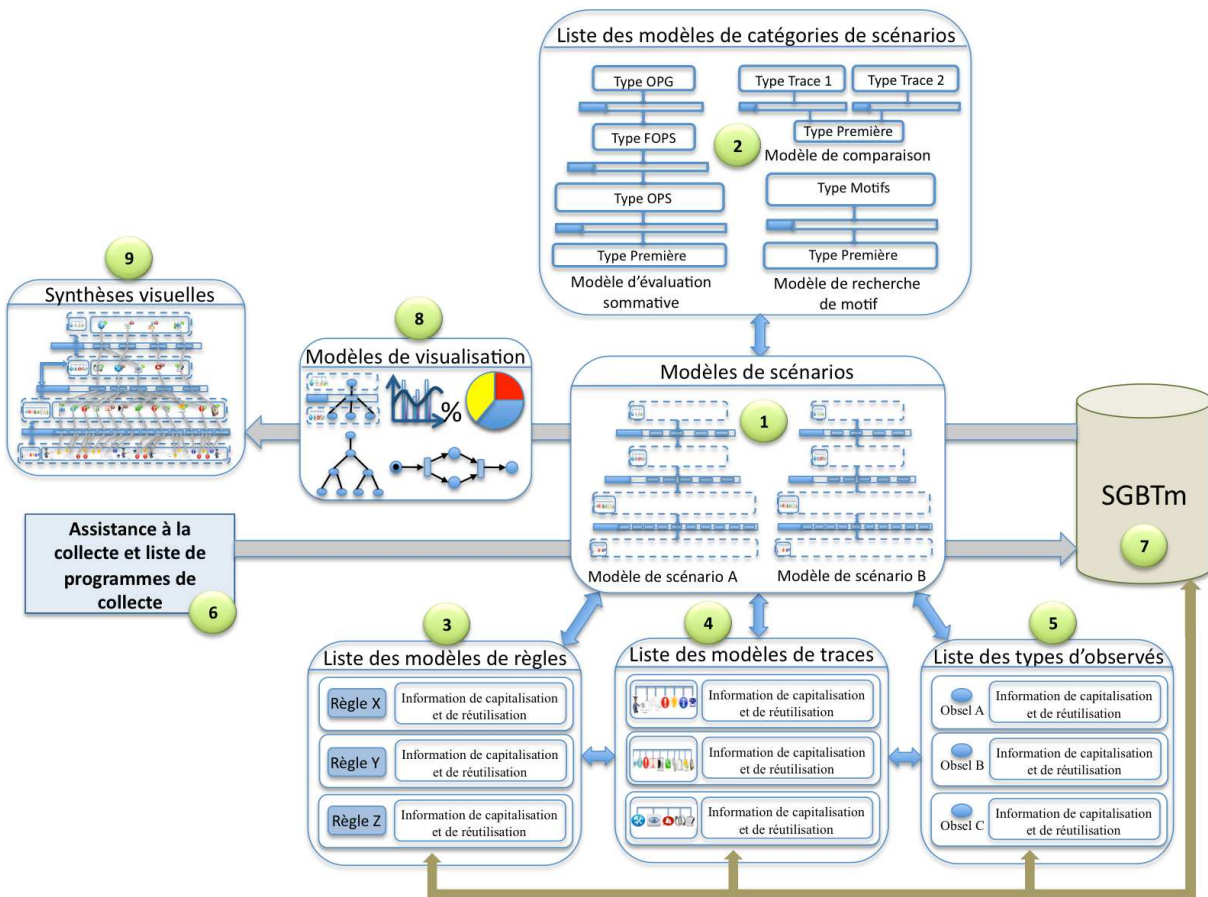 Liste des modèles de catégories de scénarios
Type OPG
Type FOPS
Type OPS
Type Première
Modèle d'évaluation
sommative
Type Trace 1
Type Trace 2
Type Première
Modèle de comparaison
2
Type Motifs
Type Première
Modèle de recherche
de motif
9
Synthèses visuelles
8
Modèles de visualisation
%
Modèles de scénarios
1
Modèle de scénario A
Modèle de scénario B
SGBTm
7
Assistance à la
collecte et liste de
programmes de
collecte
6
3
Liste des modèles de règles
Règle X
Information de capitalisation
et de réutilisation
Règle Y
Information de capitalisation
et de réutilisation
Règle Z
Information de capitalisation
et de réutilisation
4
Liste des modèles de traces
Information de capitalisation
et de réutilisation
Information de capitalisation
et de réutilisation
Information de capitalisation
et de réutilisation
5
Liste des types d'observés
Obsel A
Information de capitalisation
et de réutilisation
Obsel B
Information de capitalisation
et de réutilisation
Obsel C
Information de capitalisation
et de réutilisation